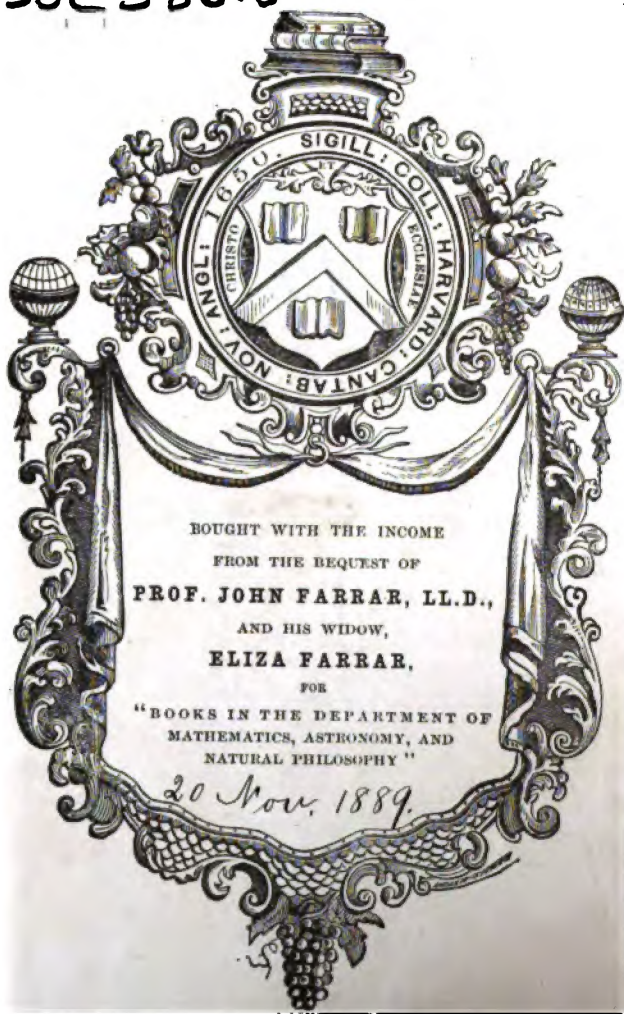 SIGILL: COLL: HARVARD: CANTAB: NOV: ANGL: 1650.
ET
CHRISTO
ECCLESIAE
BOUGHT WITH THE INCOME
FROM THE BEQUEST OF
PROF. JOHN FARRAR, LL.D.,
AND HIS WIDOW,
ELIZA FARRAR,
FOR
"BOOKS IN THE DEPARTMENT OF
MATHEMATICS, ASTRONOMY, AND
NATURAL PHILOSOPHY"
20 Nov. 1889.